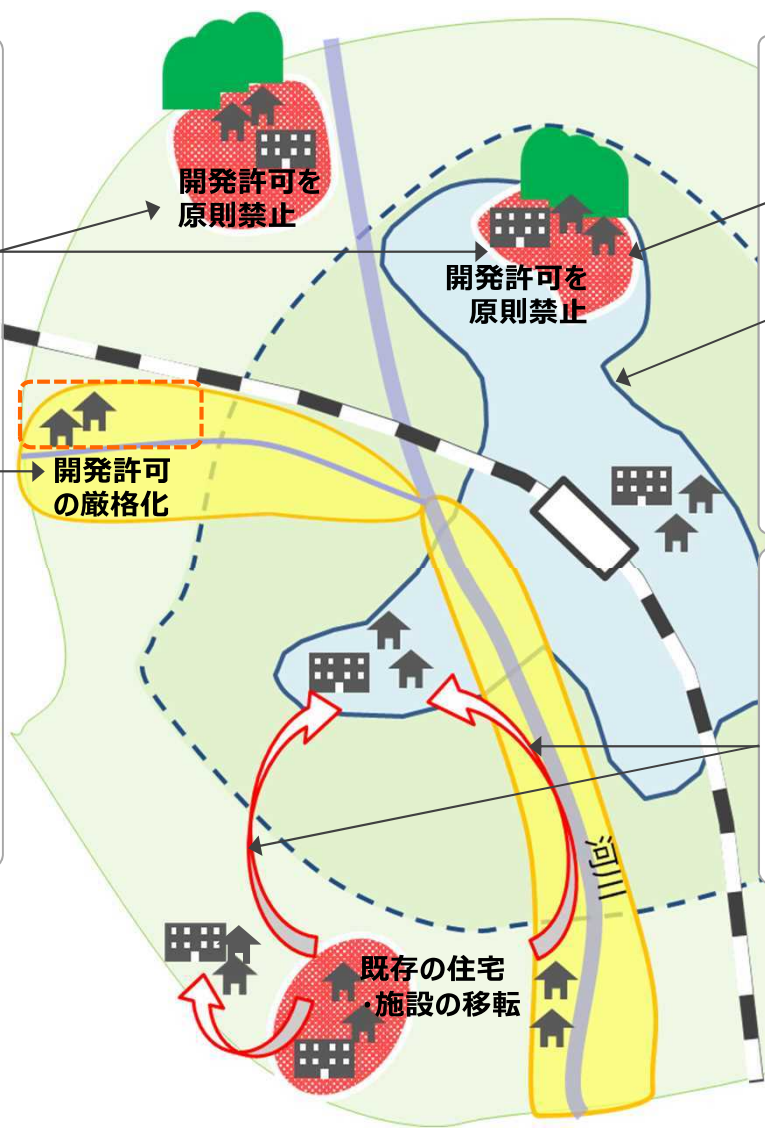 開発許可を
原則禁止
開発許可を
原則禁止
開発許可
の厳格化
河川
既存の住宅
・施設の移転